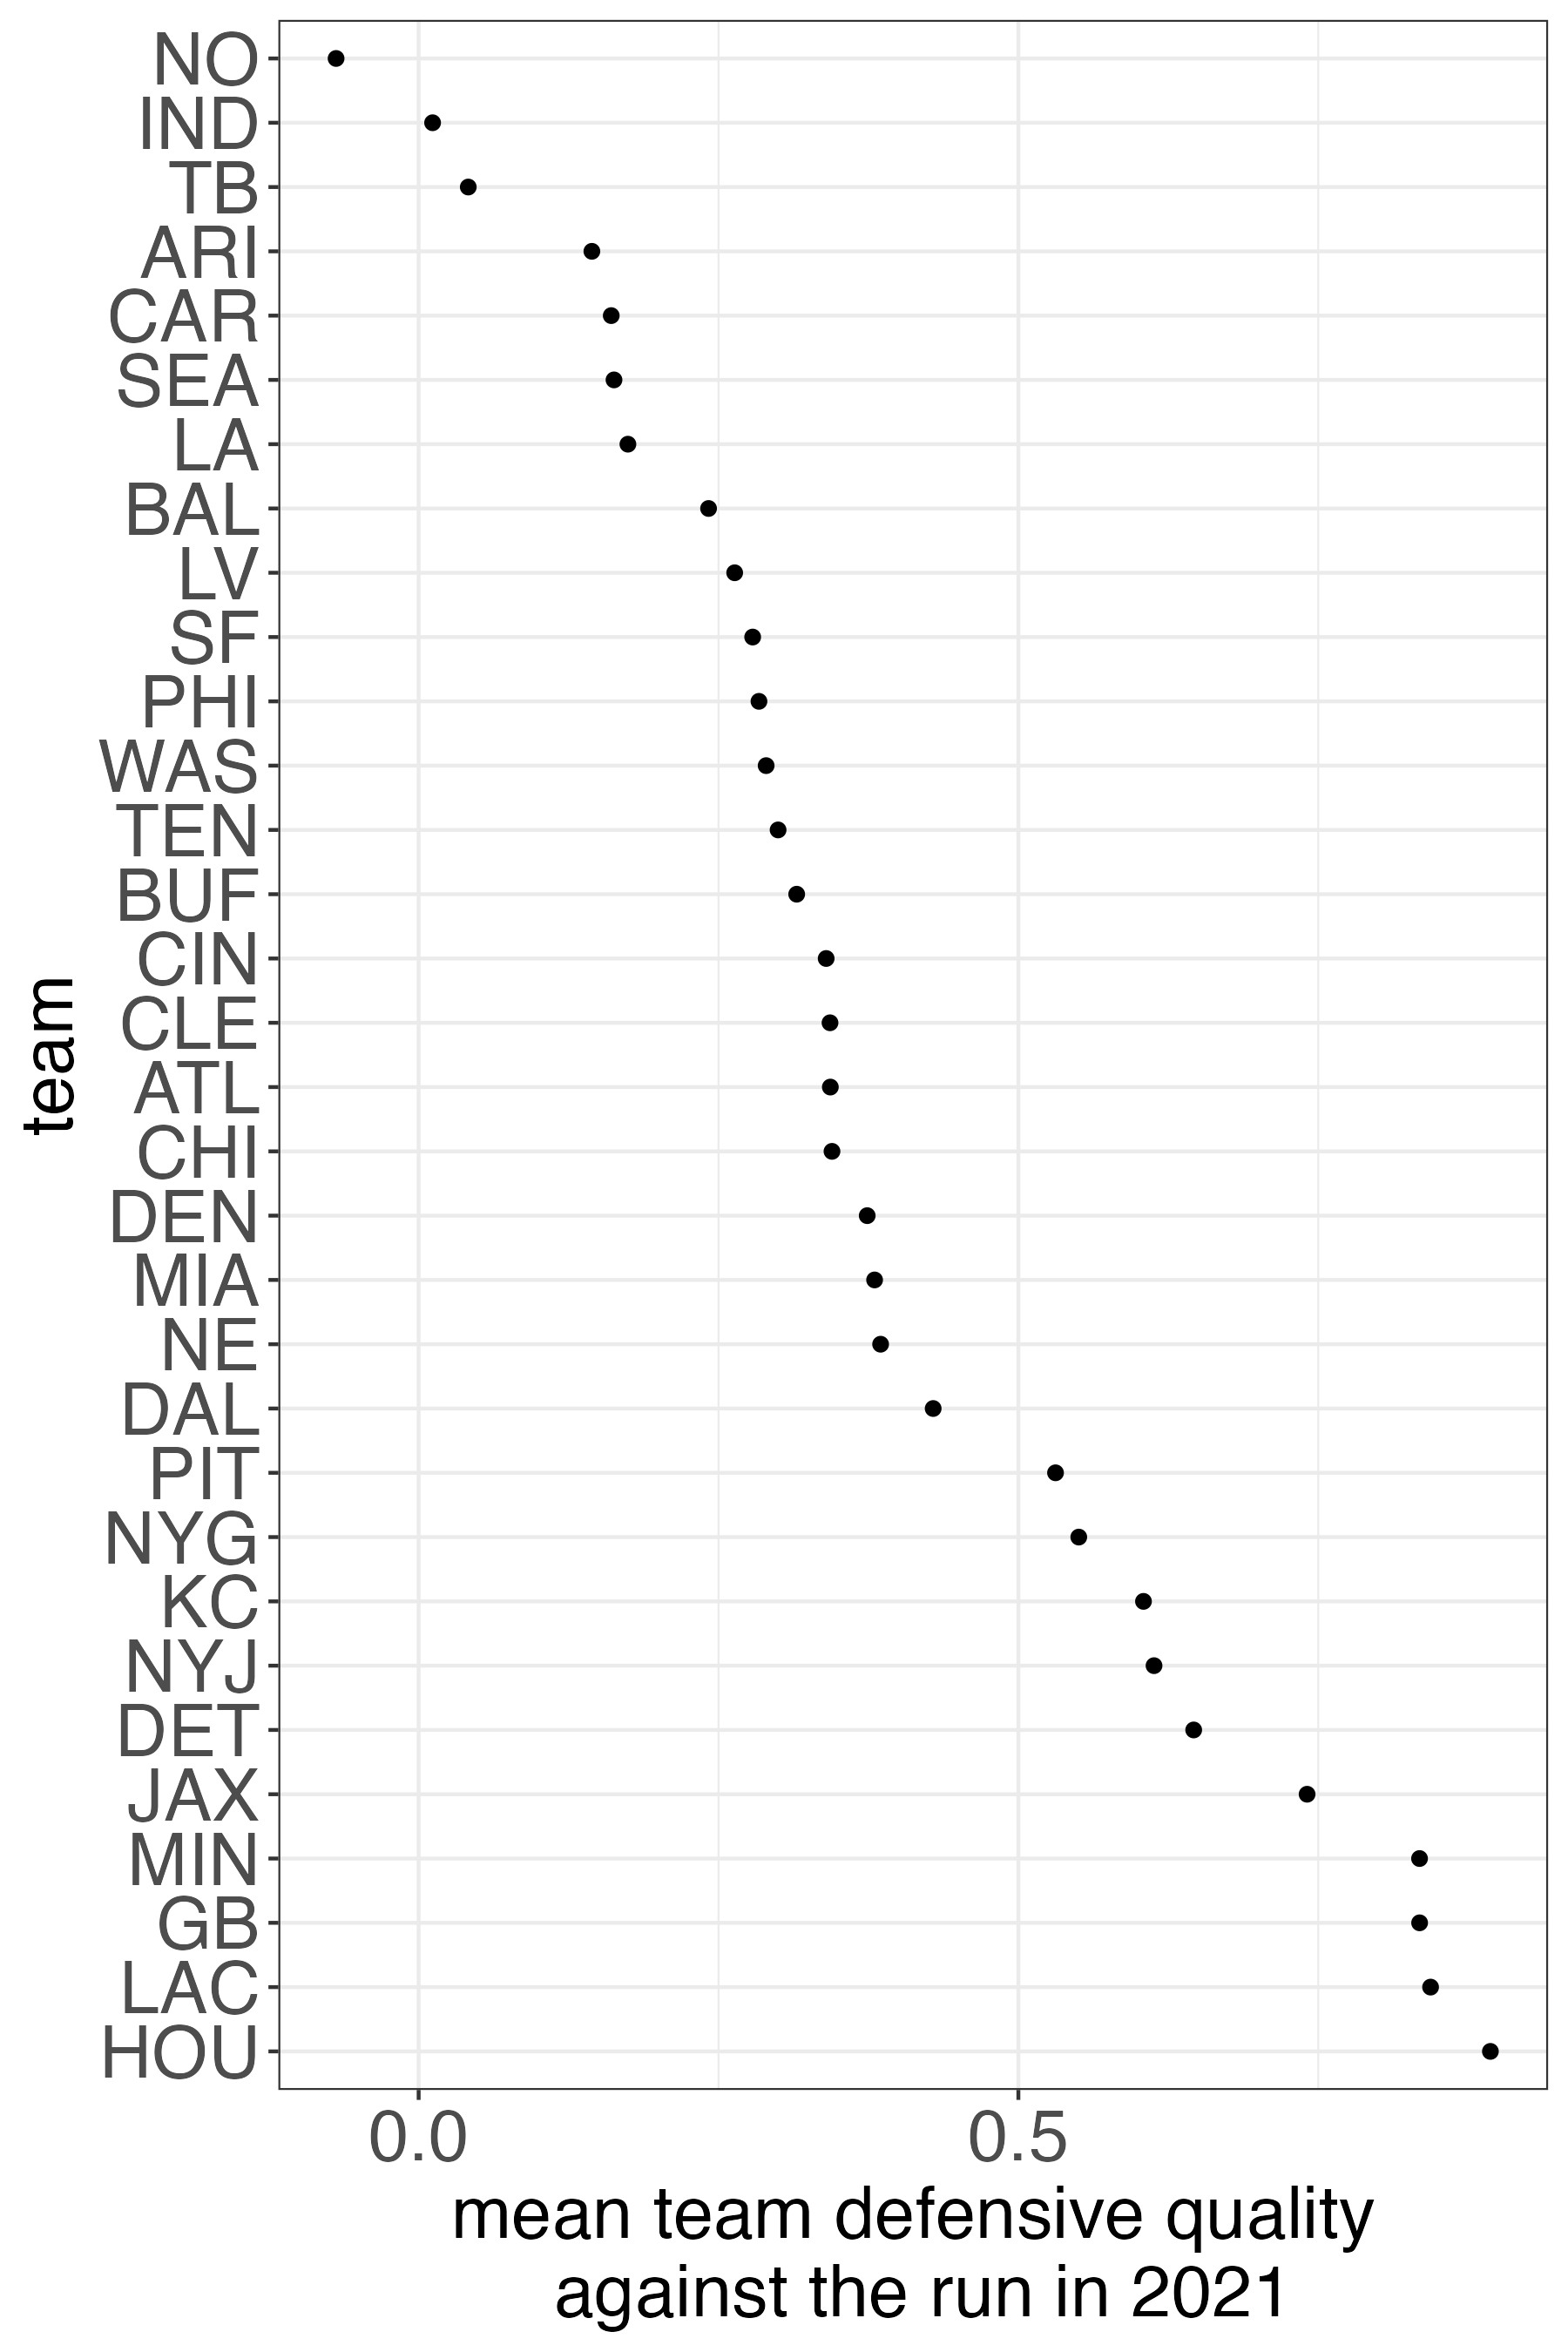 NO
IND
TB
ARI
CAR
SEA
LA
BAL
LV
SF
PHI
WAS
TEN
BUF
CIN
CLE
ATL
CHI
DEN
MIA
NE
DAL
PIT
NYG
KC
NYJ
DET
JAX
MIN
GB
LAC
HOU
team
0.0 0.5
mean team defensive quality
against the run in 2021